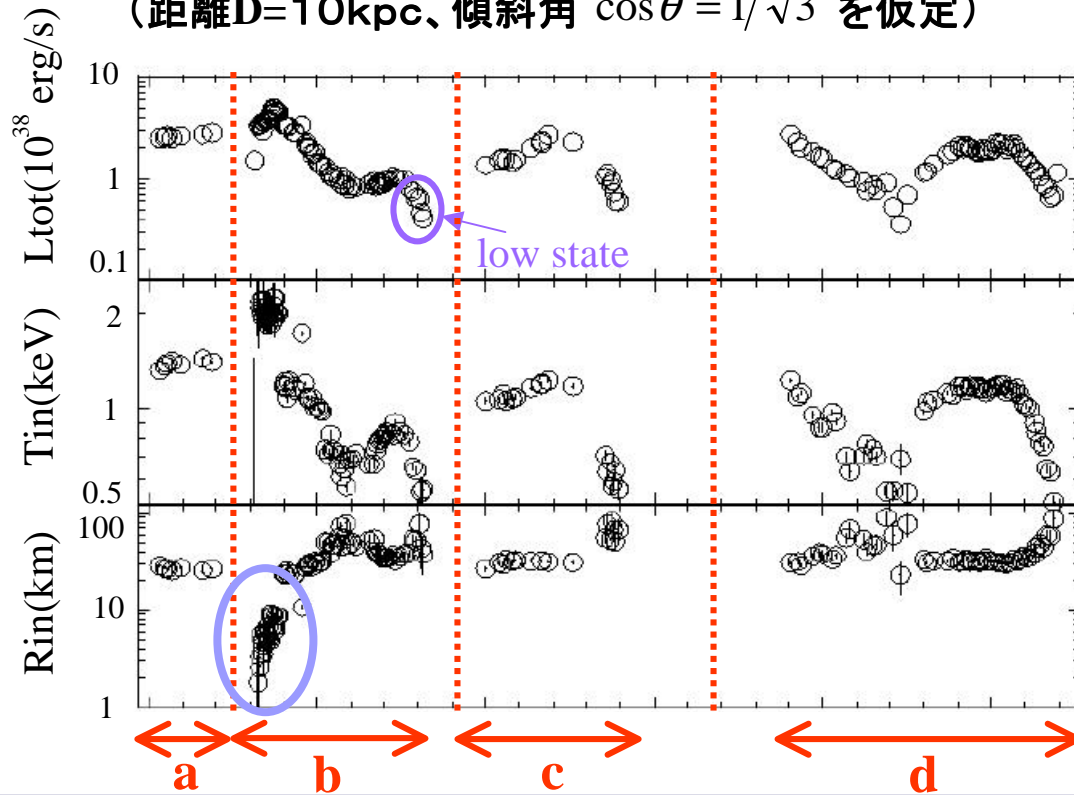 (距離D=10kpc、傾斜角 cosθ = 1/√3 を仮定)
Ltot(10³⁸ erg/s)
10
1
0.1
low state
Tin(keV)
2
1
0.5
Rin(km)
100
10
1
a
b
c
d